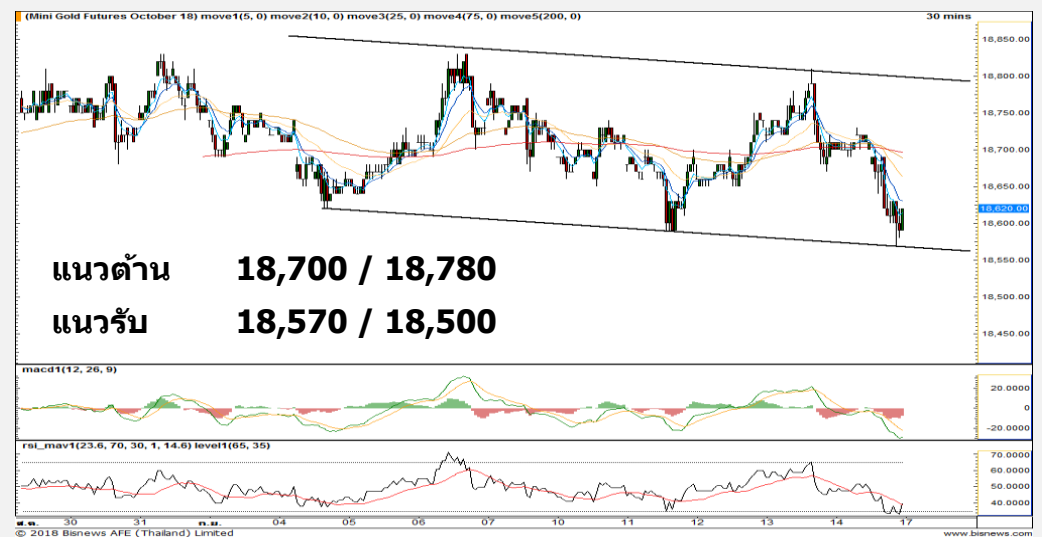 (Mini Gold Futures October 18) move1(5, 0) move2(10, 0) move3(25, 0) move4(75, 0) move5(200, 0) 30 mins
18,850.00
18,800.00
18,750.00
18,700.00
18,650.00
18,620.00
18,600.00
18,550.00
18,500.00
18,450.00
แนวต้าน 18,700 / 18,780
แนวรับ 18,570 / 18,500
macd1(12, 26, 9)
20.0000
0
-20.0000
rsi_mav1(23.6, 70, 30, 1, 14.6) level1(65, 35)
70.0000
60.0000
50.0000
40.0000
ส.ค. 30 31 ก.ย. 04 05 06 07 10 11 12 13 14 17
© 2018 Bisnews AFE (Thailand) Limited www.bisnews.com